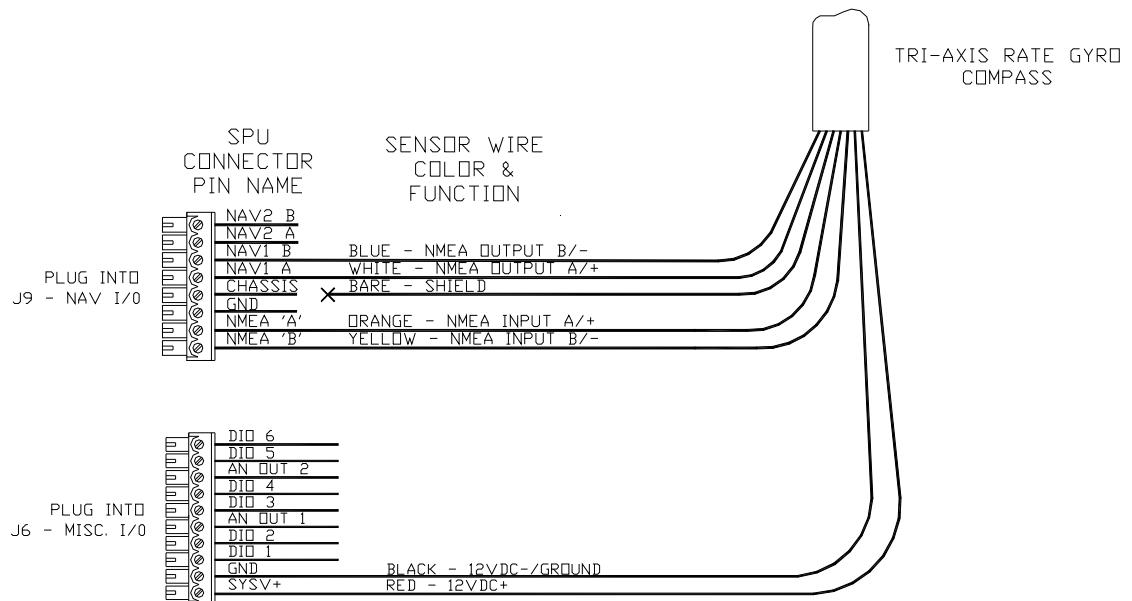 TRI-AXIS RATE GYRO
COMPASS
SPU
CONNECTOR
PIN NAME
SENSOR WIRE
COLOR &
FUNCTION
NAV2 B
NAV2 A
NAV1 B BLUE - NMEA OUTPUT B/-
NAV1 A WHITE - NMEA OUTPUT A/+
CHASSIS BARE - SHIELD
GND
NMEA 'A' ORANGE - NMEA INPUT A/+
NMEA 'B' YELLOW - NMEA INPUT B/-
PLUG INTO
J9 - NAV I/O
DIO 6
DIO 5
AN OUT 2
DIO 4
DIO 3
AN OUT 1
DIO 2
DIO 1
GND BLACK - 12VDC-/GROUND
SYSV+ RED - 12VDC+
PLUG INTO
J6 - MISC. I/O